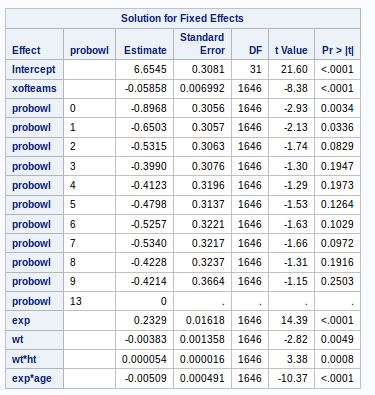 Solution for Fixed Effects
Effect probowl Estimate Standard Error DF t Value Pr > |t|
Intercept 6.6545 0.3081 31 21.60 <.0001
xofteams -0.05858 0.006992 1646 -8.38 <.0001
probowl 0 -0.8968 0.3056 1646 -2.93 0.0034
probowl 1 -0.6503 0.3057 1646 -2.13 0.0336
probowl 2 -0.5315 0.3063 1646 -1.74 0.0829
probowl 3 -0.3990 0.3076 1646 -1.30 0.1947
probowl 4 -0.4123 0.3196 1646 -1.29 0.1973
probowl 5 -0.4798 0.3137 1646 -1.53 0.1264
probowl 6 -0.5257 0.3221 1646 -1.63 0.1029
probowl 7 -0.5340 0.3217 1646 -1.66 0.0972
probowl 8 -0.4228 0.3237 1646 -1.31 0.1916
probowl 9 -0.4214 0.3664 1646 -1.15 0.2503
probowl 13 0 . . . .
exp 0.2329 0.01618 1646 14.39 <.0001
wt -0.00383 0.001358 1646 -2.82 0.0049
wt*ht 0.000054 0.000016 1646 3.38 0.0008
exp*age -0.00509 0.000491 1646 -10.37 <.0001